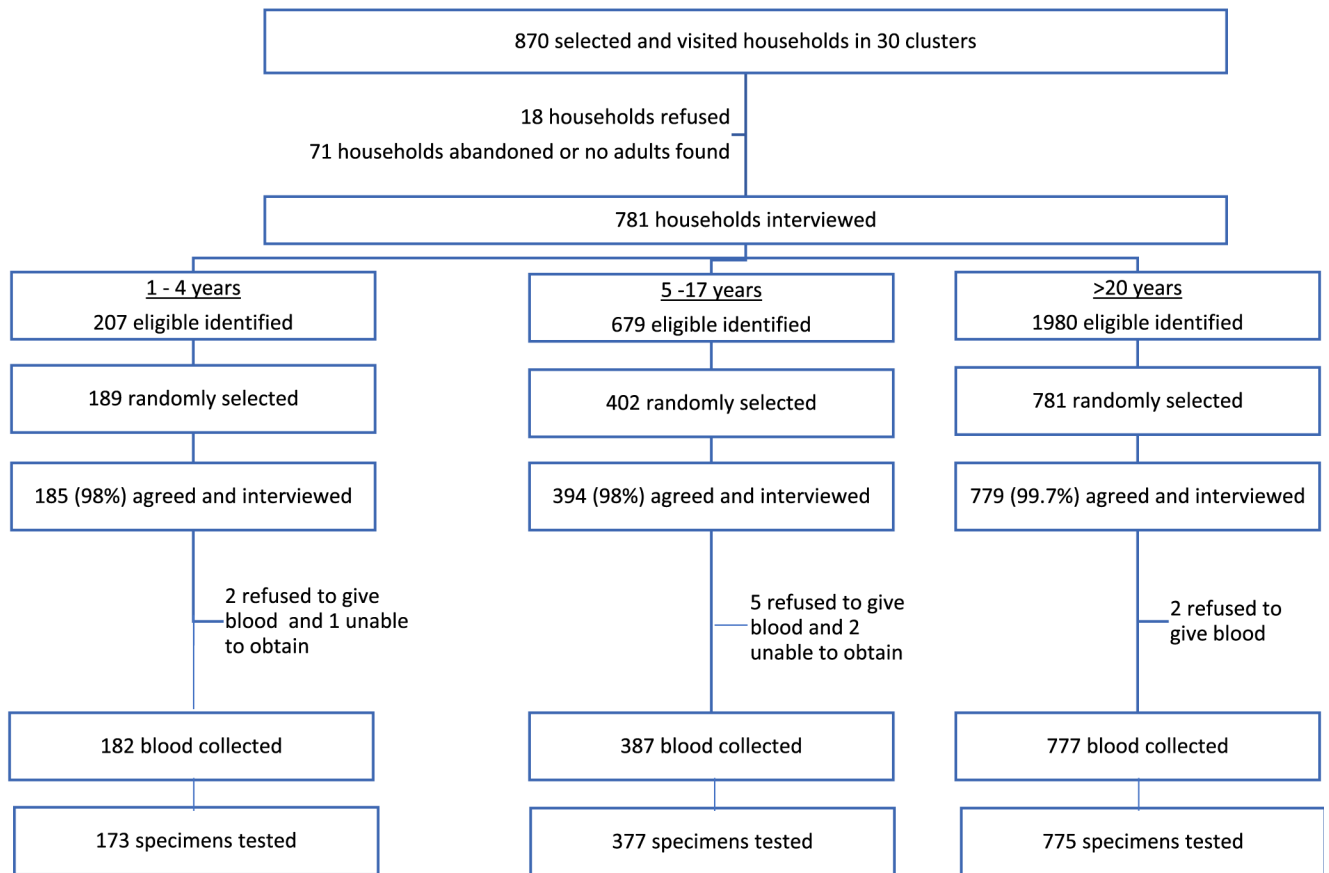 870 selected and visited households in 30 clusters
18 households refused
71 households abandoned or no adults found
781 households interviewed
1 - 4 years
207 eligible identified
189 randomly selected
185 (98%) agreed and interviewed
2 refused to give
blood  and 1 unable
to obtain
182 blood collected
173 specimens tested
5 -17 years
679 eligible identified
402 randomly selected
394 (98%) agreed and interviewed
5 refused to give
blood and 2
unable to obtain
387 blood collected
377 specimens tested
>20 years
1980 eligible identified
781 randomly selected
779 (99.7%) agreed and interviewed
2 refused to
give blood
777 blood collected
775 specimens tested